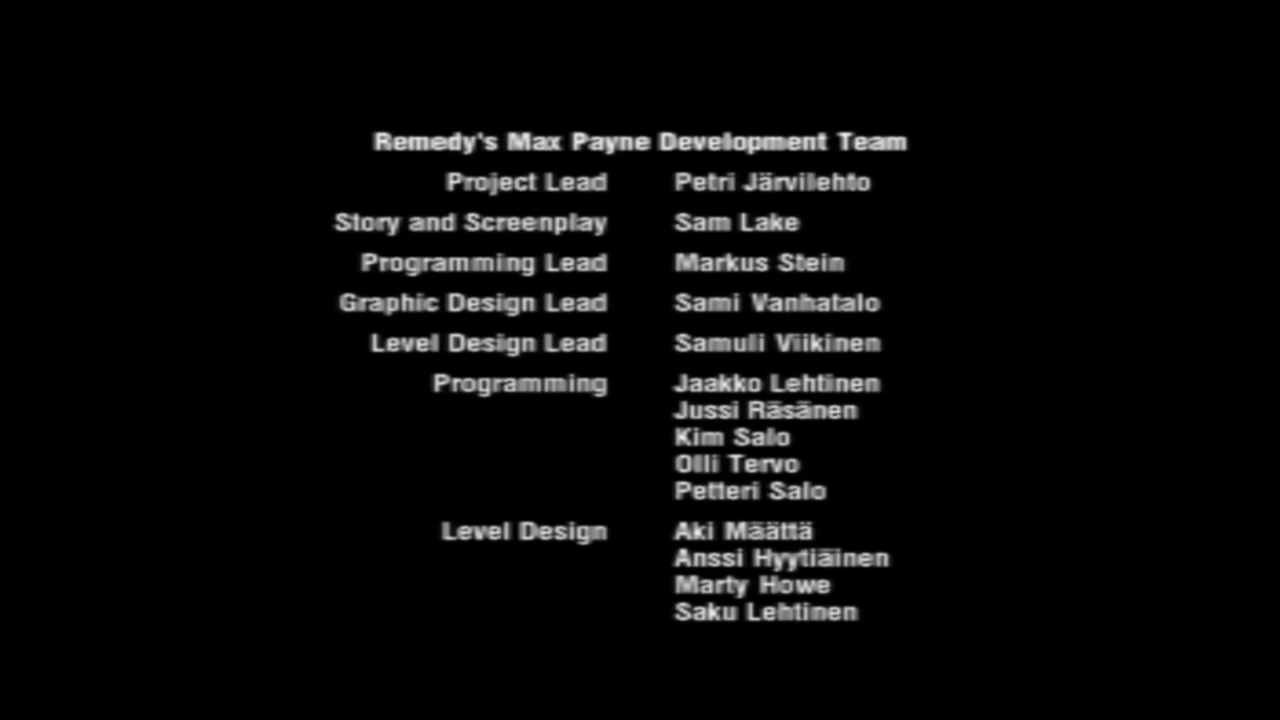 Remedy's Max Payne Development Team
Project Lead Petri Järvilehto
Story and Screenplay Sam Lake
Programming Lead Markus Stein
Graphic Design Lead Sami Vanhatalo
Level Design Lead Samuli Viikinen
Programming Jaakko Lehtinen
Jussi Räsänen
Kim Salo
Olli Tervo
Petteri Salo
Level Design Aki Määttä
Anssi Hyytiäinen
Marty Howe
Saku Lehtinen